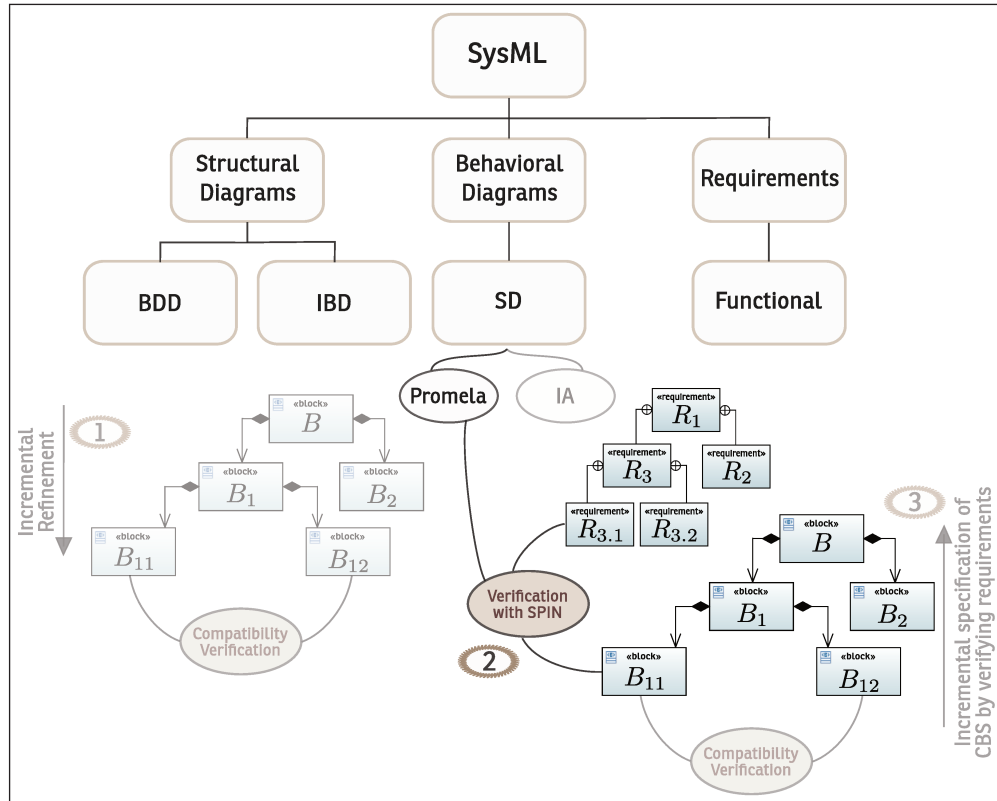 SysML
Structural
Diagrams
Behavioral
Diagrams
Requirements
BDD
IBD
SD
Functional
Promela
IA
Incremental
Refinement
1
«block»
B
«block»
B1
«block»
B2
«block»
B11
«block»
B12
Compatibility
Verification
«requirement»
R1
«requirement»
R3
«requirement»
R2
«requirement»
R3.1
«requirement»
R3.2
Verification
with SPIN
2
3
«block»
B
«block»
B1
«block»
B2
«block»
B11
«block»
B12
Compatibility
Verification
Incremental specification of
CBS by verifying requirements